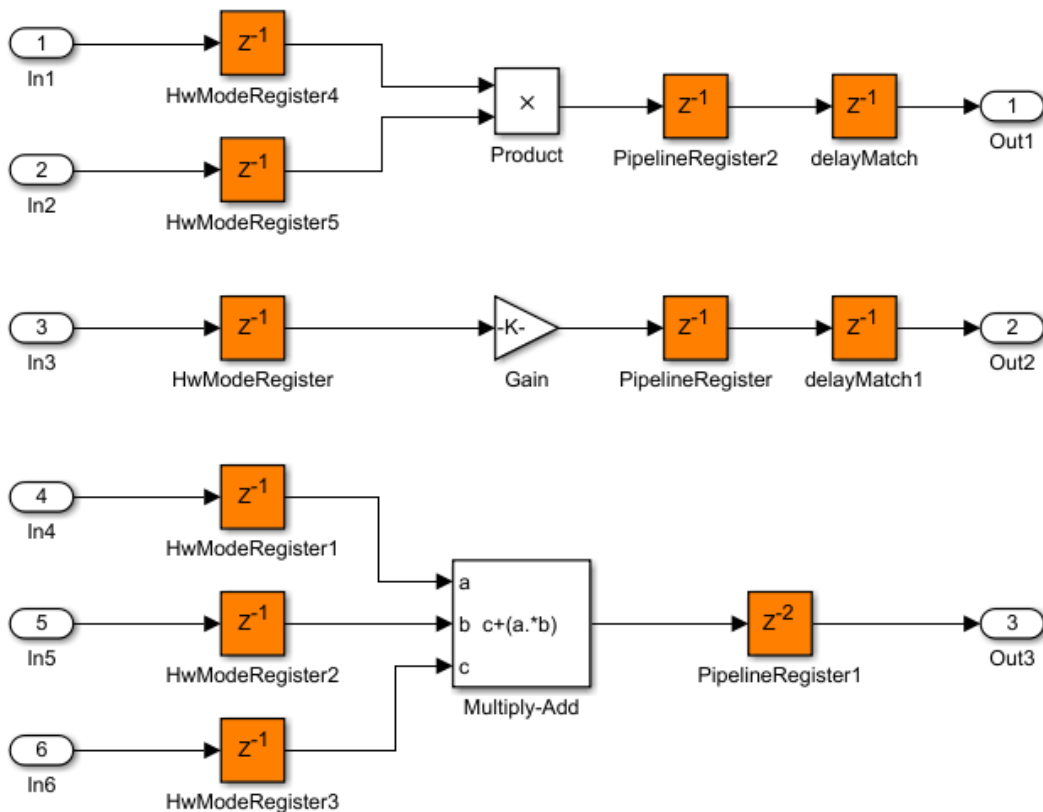 1
In1
Z-1
HwModeRegister4
×
Product
Z-1
PipelineRegister2
Z-1
delayMatch
1
Out1
2
In2
Z-1
HwModeRegister5
3
In3
Z-1
HwModeRegister
-K-
Gain
Z-1
PipelineRegister
Z-1
delayMatch1
2
Out2
4
In4
Z-1
HwModeRegister1
5
In5
Z-1
HwModeRegister2
a
b c+(a.*b)
c
Multiply-Add
Z-2
PipelineRegister1
3
Out3
6
In6
Z-1
HwModeRegister3